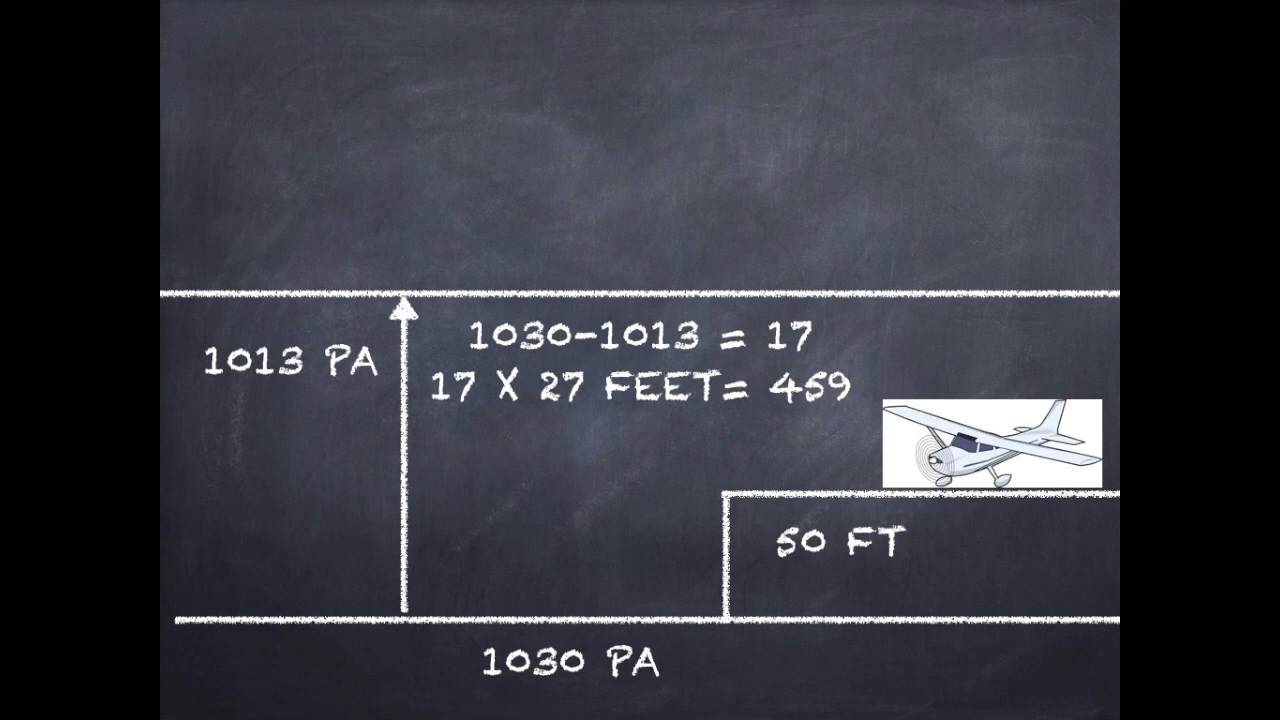 1030-1013 = 17
1013 PA
17 X 27 FEET= 459
50 FT
1030 PA